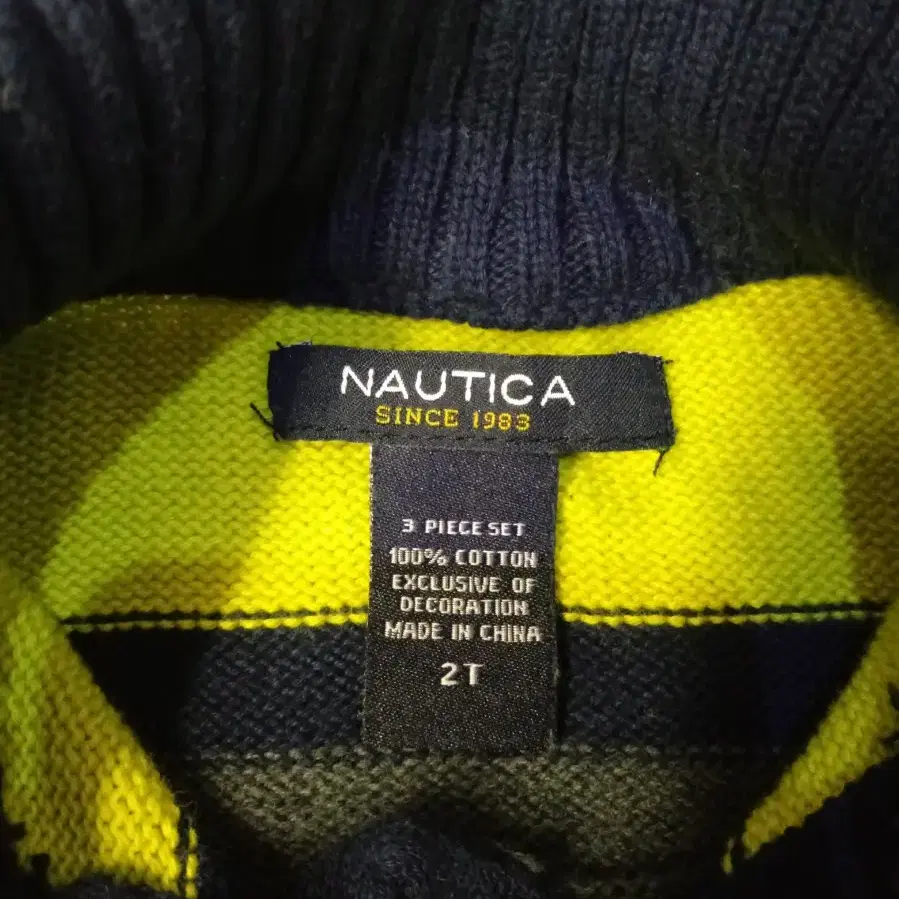 NAUTICA
SINCE 1983
3 PIECE SET
100% COTTON
EXCLUSIVE OF
DECORATION
MADE IN CHINA
2T